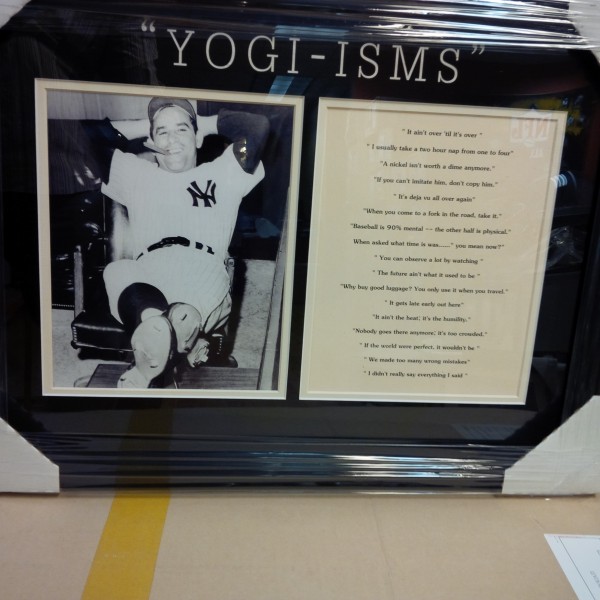 "YOGI-ISMS"
NY
" It ain't over 'til it's over "
" I usually take a two hour nap from one to four"
"A nickel isn't worth a dime anymore."
"If you can't imitate him, don't copy him."
" It's deja vu all over again"
"When you come to a fork in the road, take it."
"Baseball is 90% mental -- the other half is physical."
When asked what time is was......" you mean now?"
" You can observe a lot by watching "
" The future ain't what it used to be "
"Why buy good luggage? You only use it when you travel."
" It gets late early out here"
"It ain't the heat; it's the humility."
"Nobody goes there anymore; it's too crowded."
" If the world were perfect, it wouldn't be "
" We made too many wrong mistakes"
" I didn't really say everything I said "